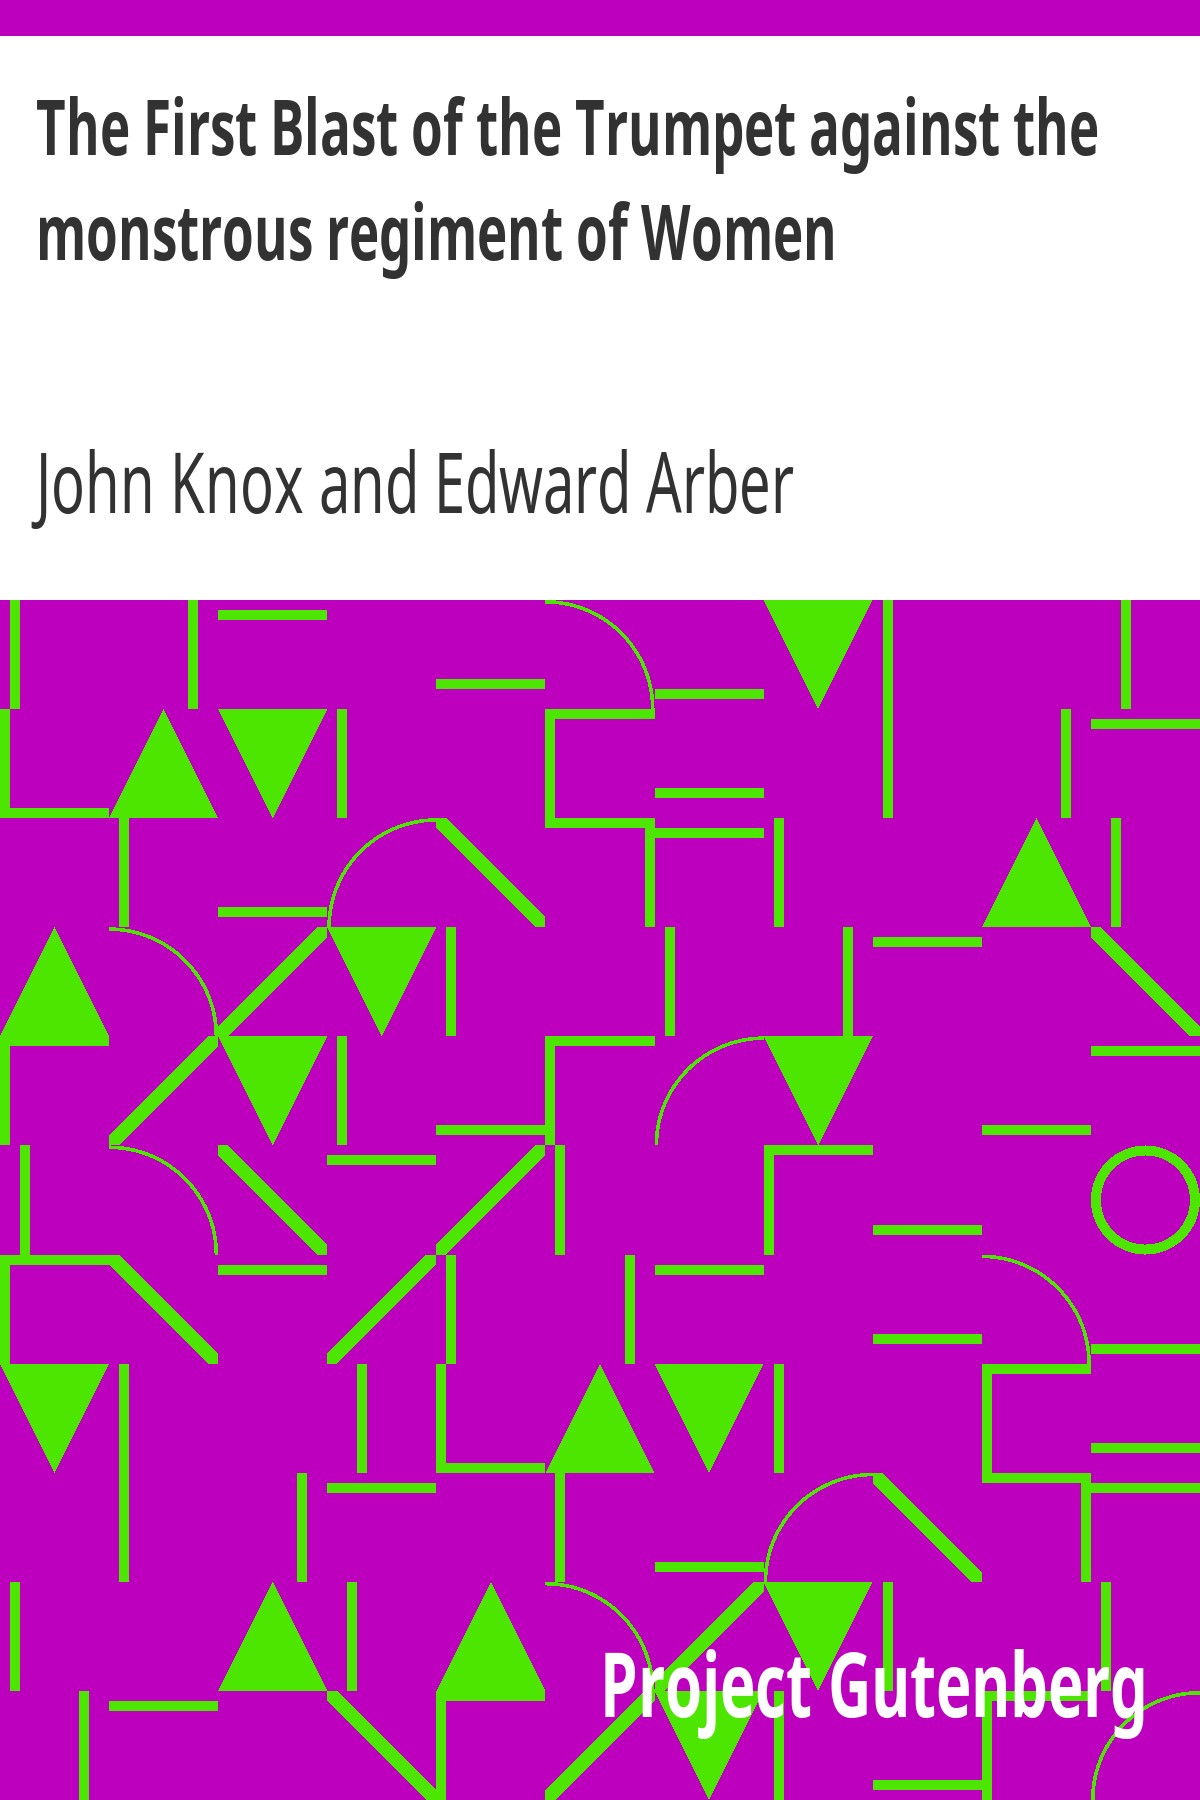 The First Blast of the Trumpet against the
monstrous regiment of Women
John Knox and Edward Arber
Project Gutenberg